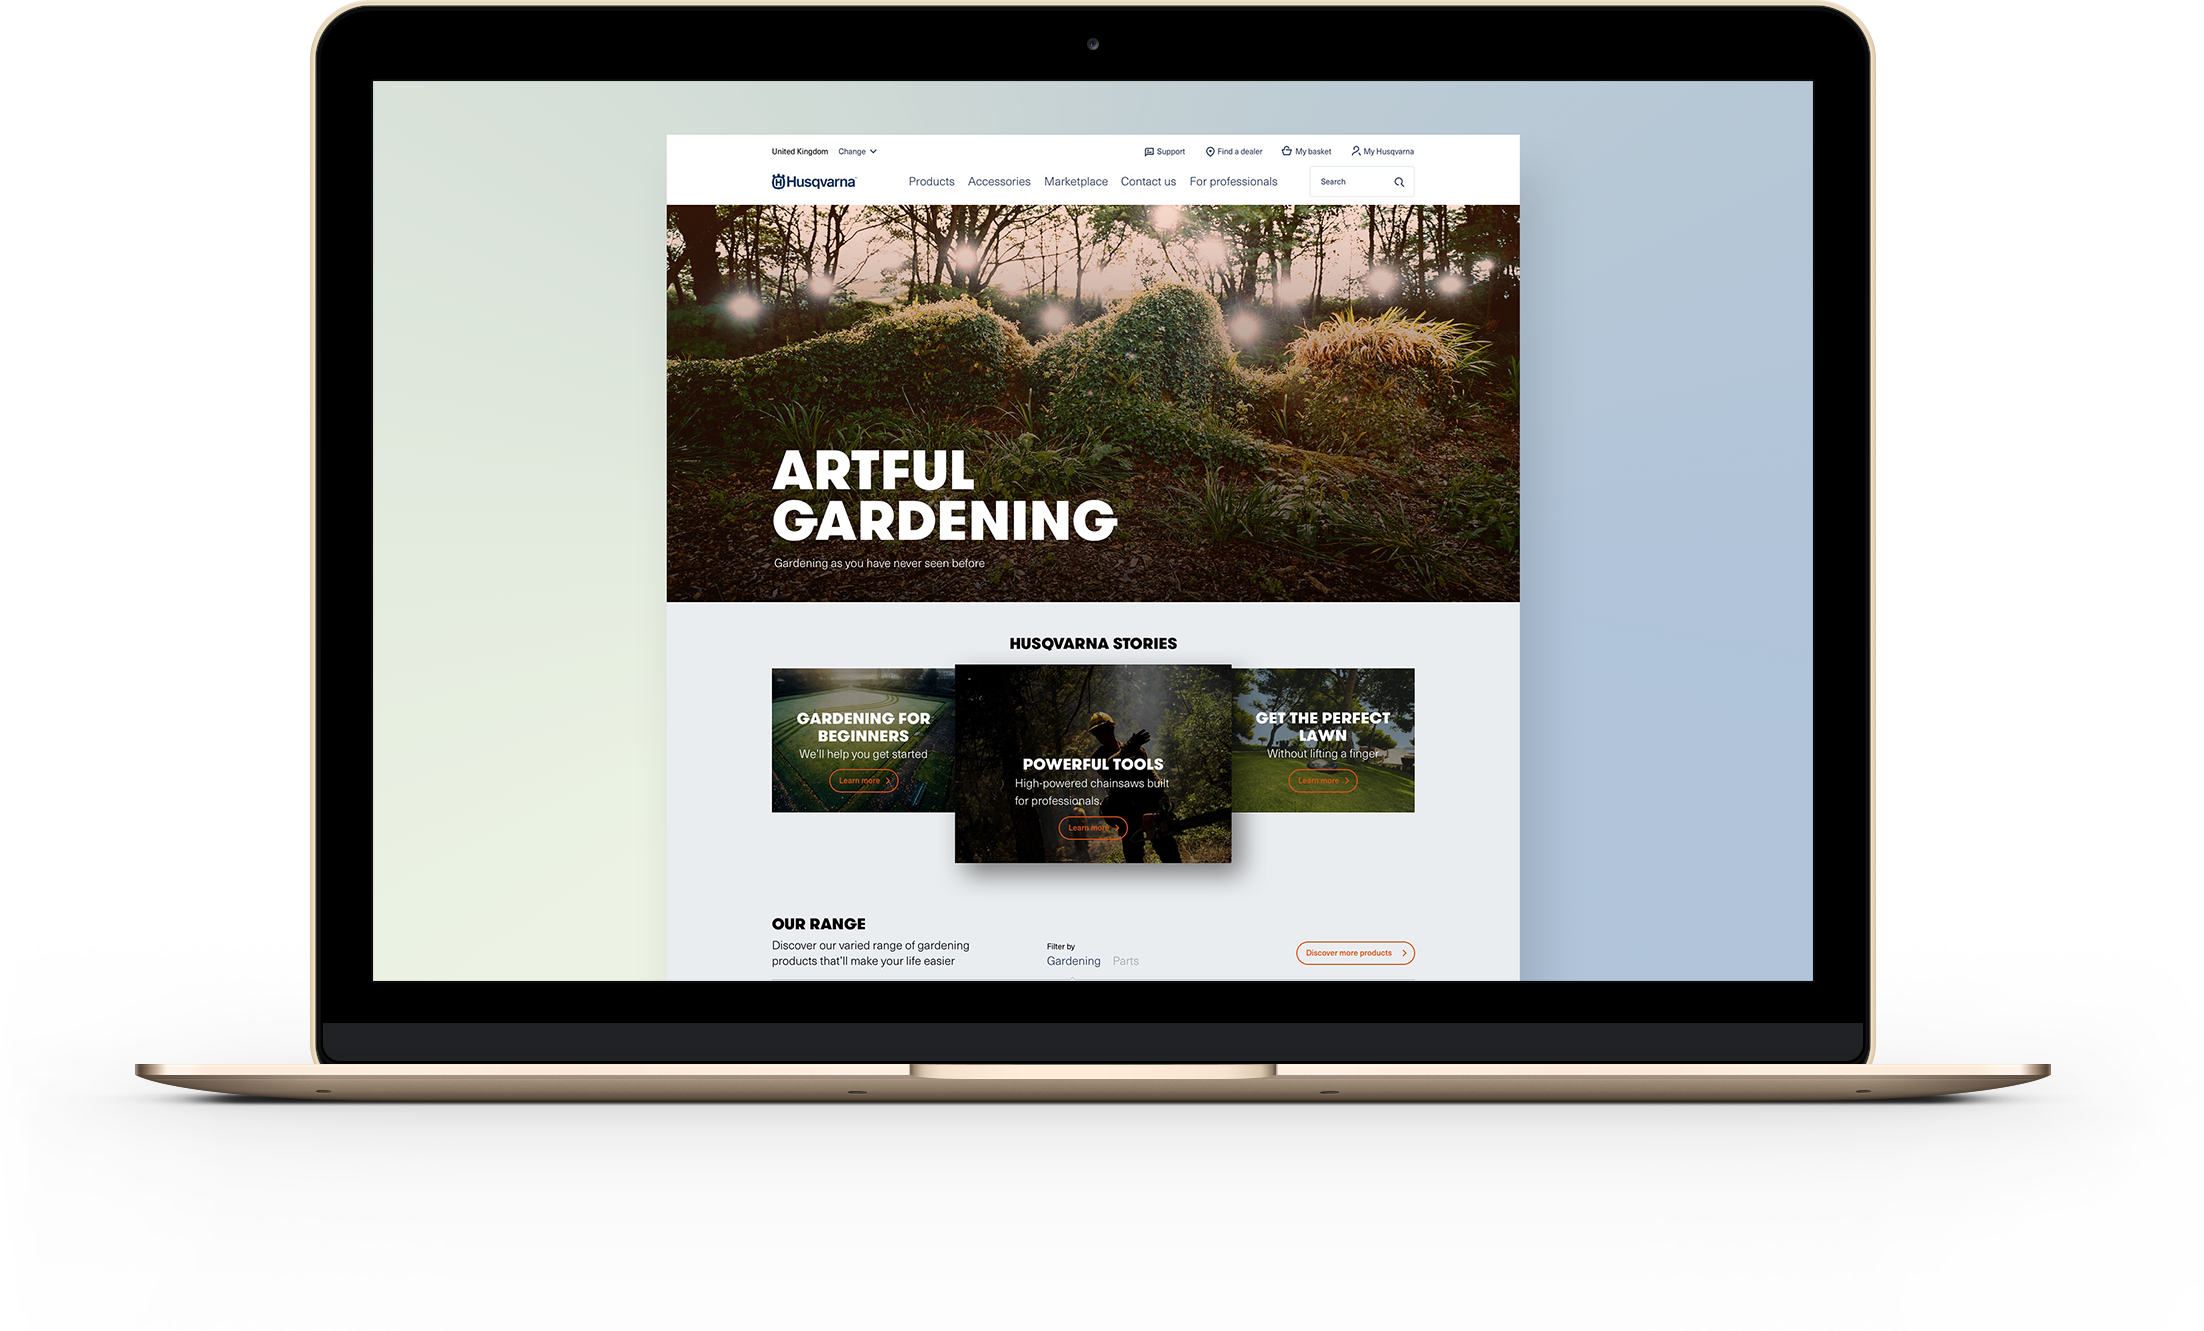 United Kingdom Change
Support Find a dealer My basket My Husqvarna
Husqvarna Products Accessories Marketplace Contact us For professionals Search
ARTFUL
GARDENING
Gardening as you have never seen before
HUSQVARNA STORIES
GARDENING FOR
BEGINNERS
We'll help you get started
Learn more
POWERFUL TOOLS
High-powered chainsaws built
for professionals.
Learn more
GET THE PERFECT
LAWN
Without lifting a finger
Learn more
OUR RANGE
Discover our varied range of gardening
products that'll make your life easier
Filter by
Gardening Parts
Discover more products